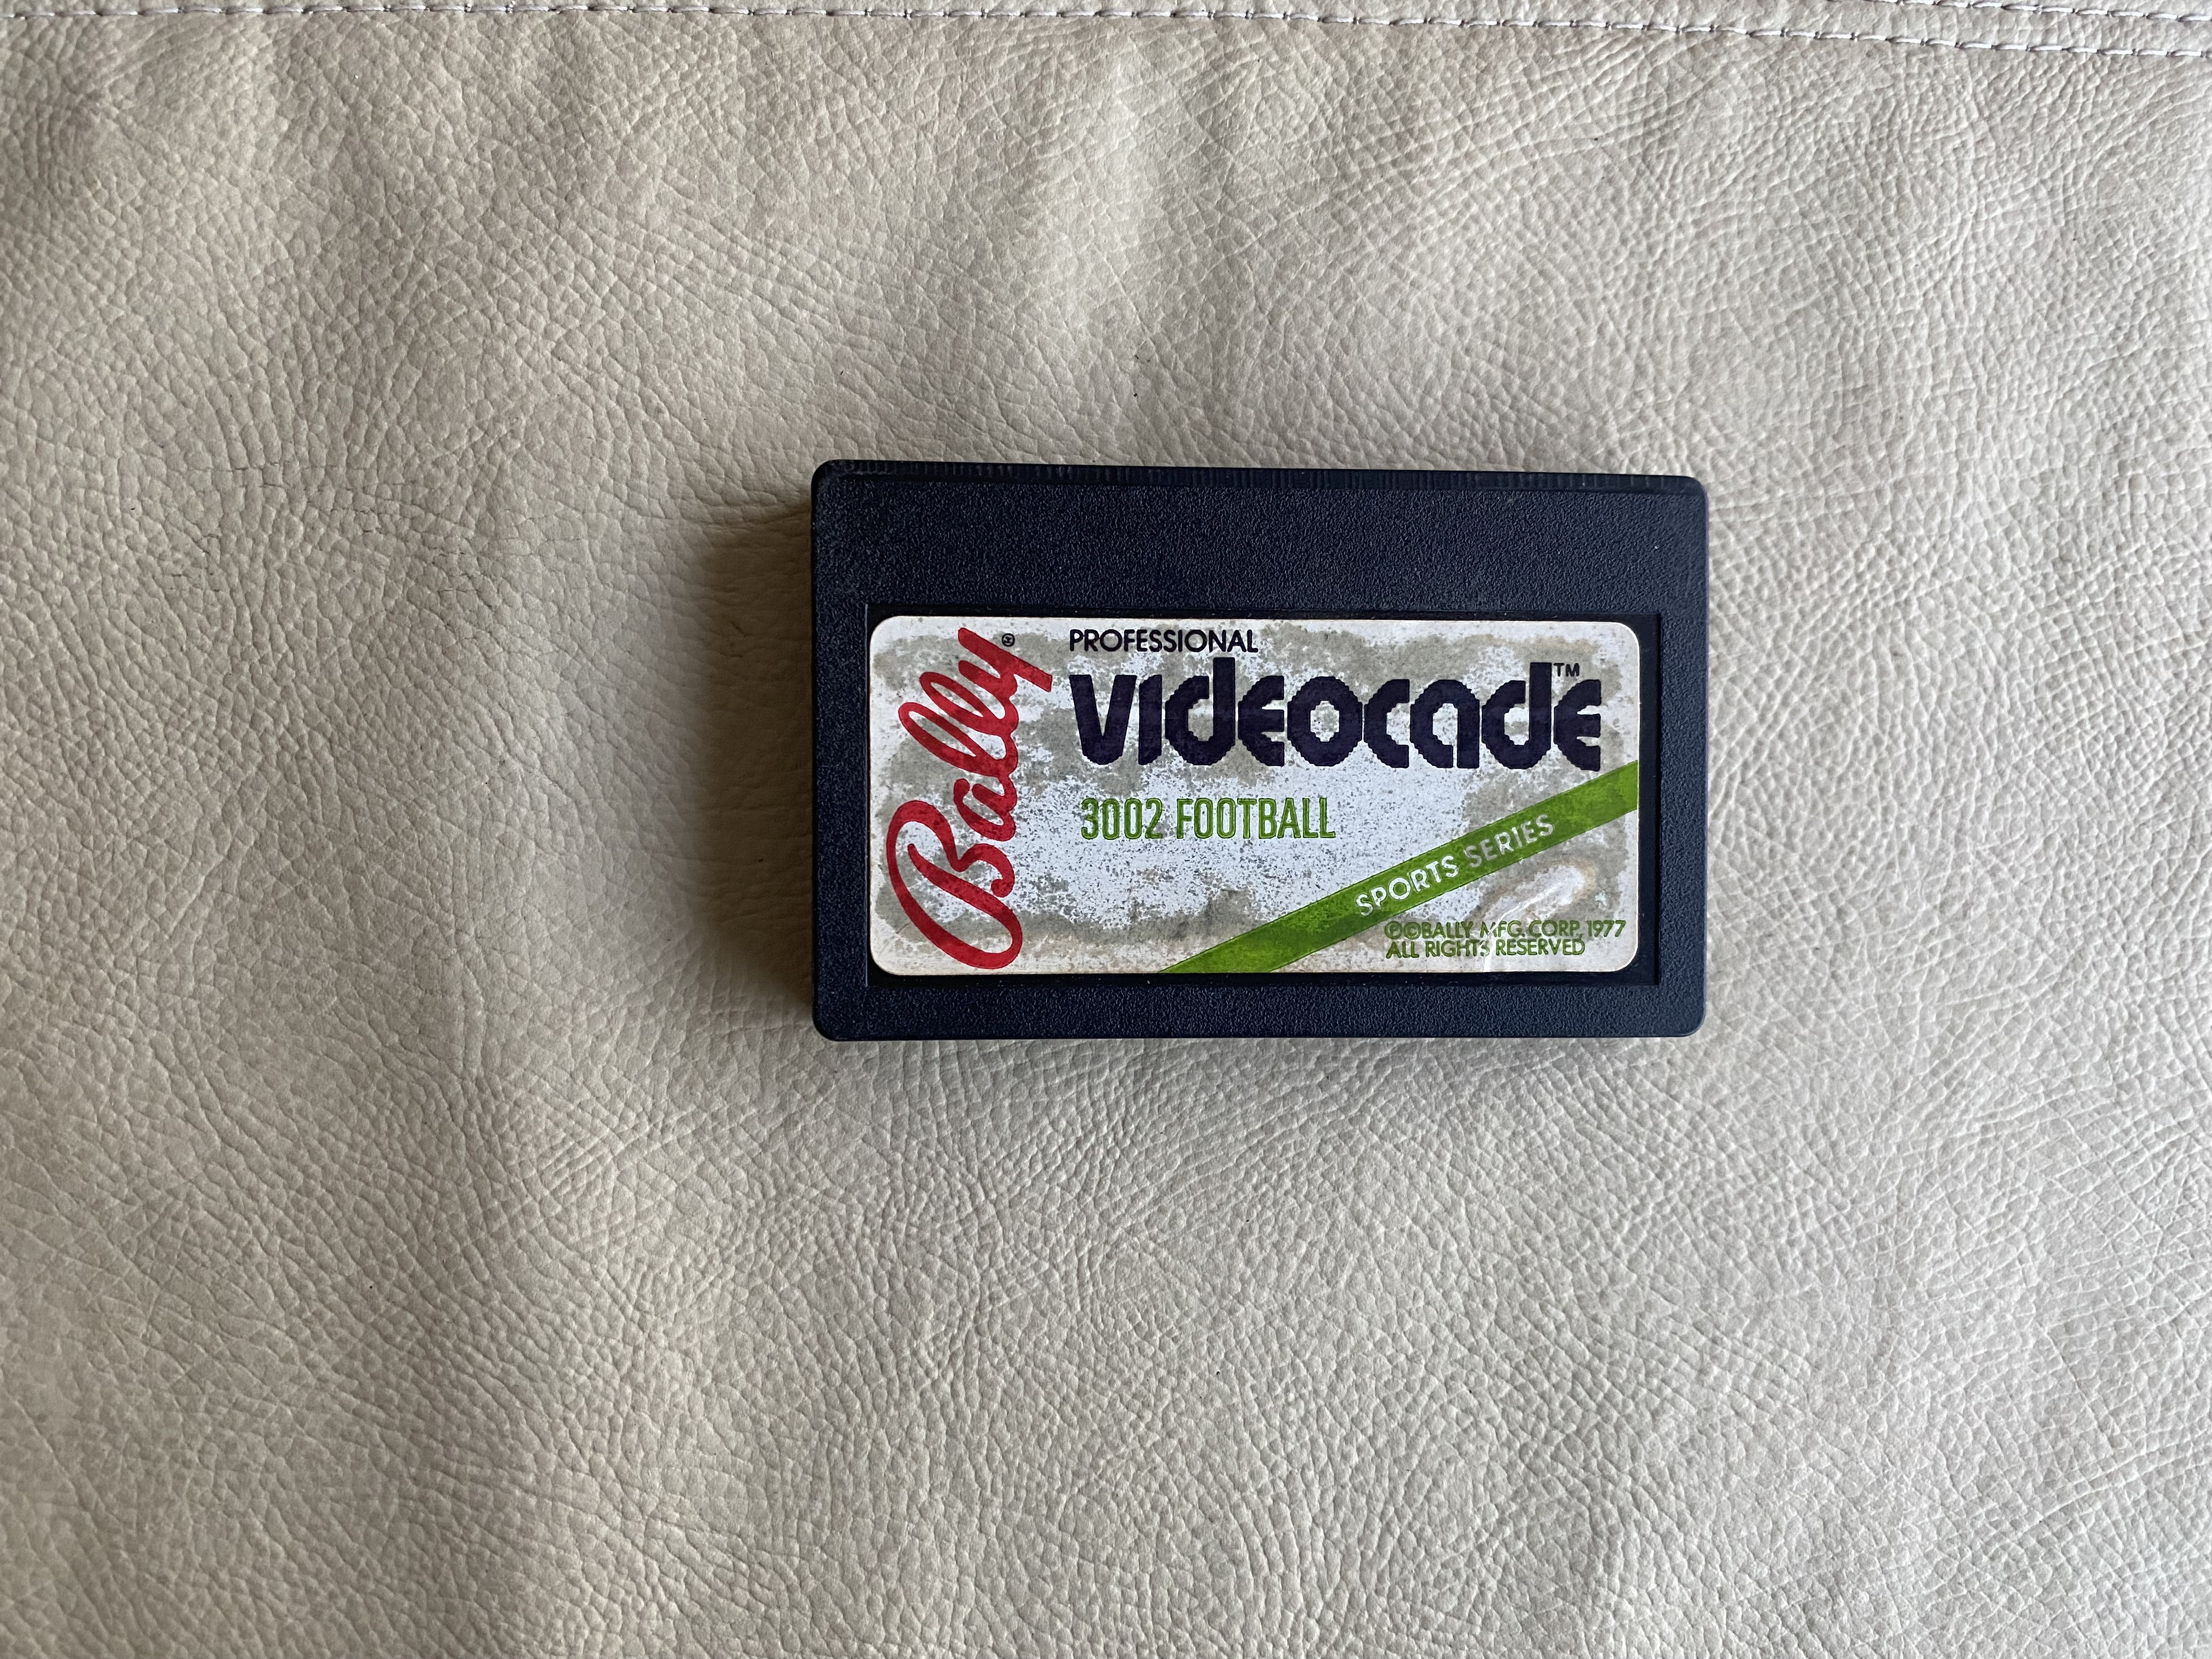 Bally®
PROFESSIONAL
videocade™
3002 FOOTBALL
SPORTS SERIES
Ⓟ©BALLY MFG. CORP. 1977
ALL RIGHTS RESERVED